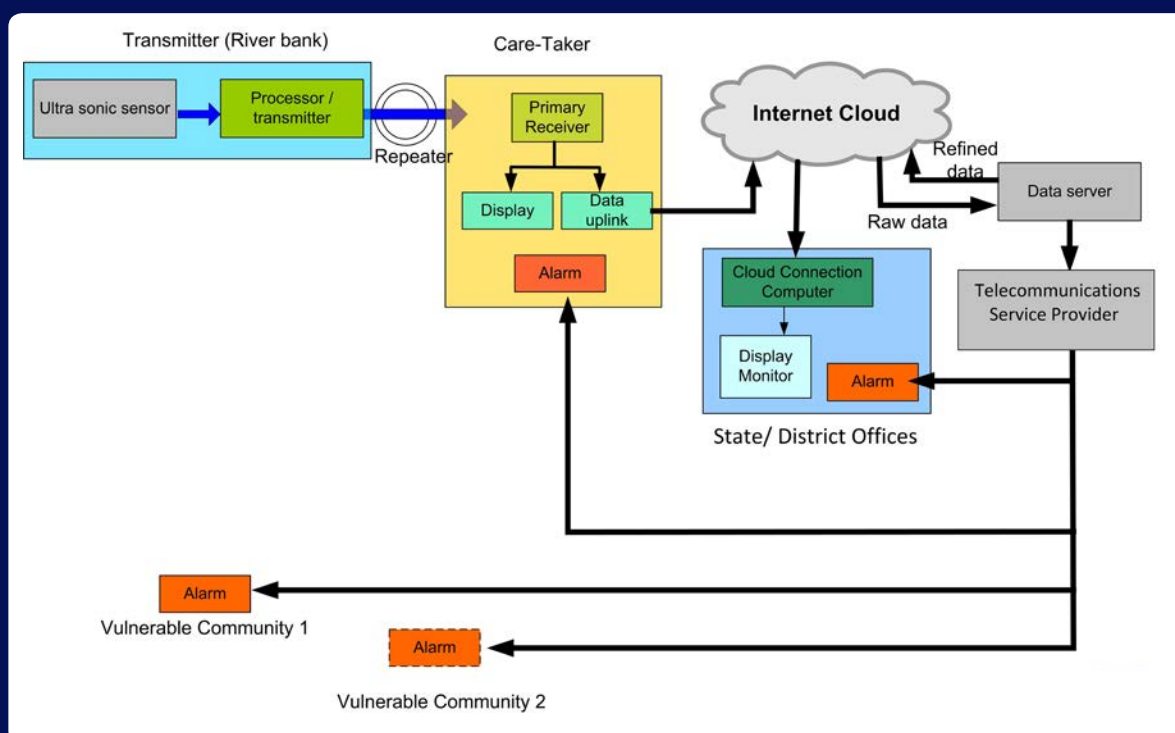 Transmitter (River bank)
Care-Taker
Ultra sonic sensor
Processor /
transmitter
Repeater
Primary
Receiver
Display
Data
uplink
Alarm
Internet Cloud
Refined
data
Raw data
Data server
Cloud Connection
Computer
Display
Monitor
Alarm
State/ District Offices
Telecommunications
Service Provider
Alarm
Vulnerable Community 1
Alarm
Vulnerable Community 2